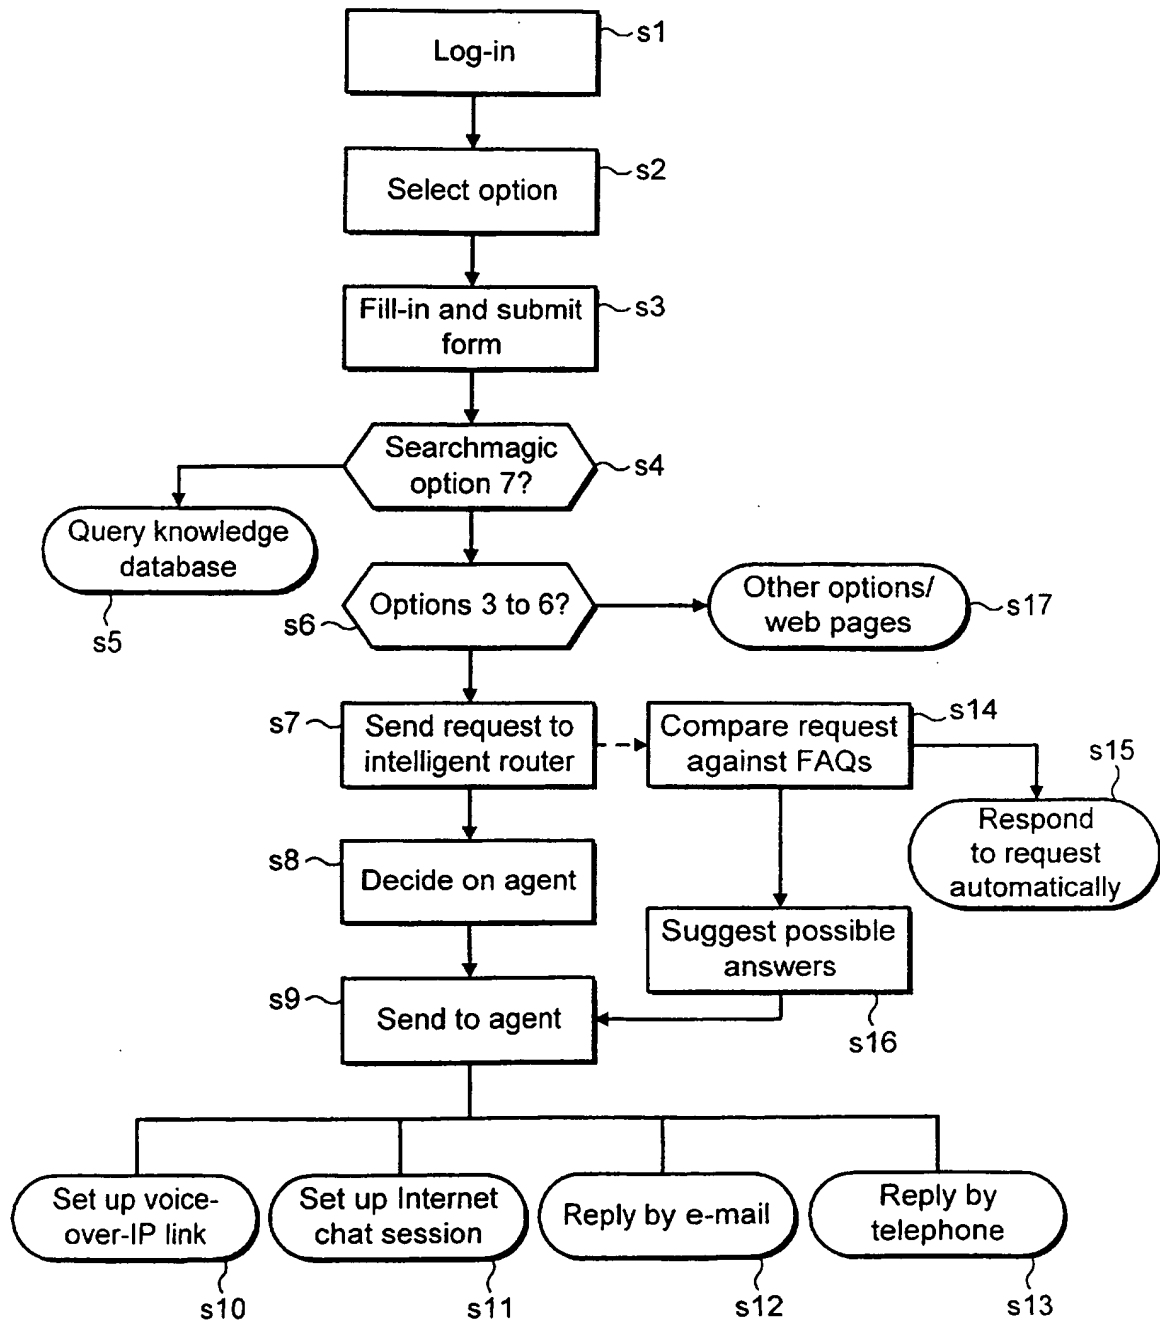 Log-in
s1
Select option
s2
Fill-in and submit
form
s3
Searchmagic
option 7?
s4
Query knowledge
database
s5
Options 3 to 6?
s6
Other options/
web pages
s17
s7
Send request to
intelligent router
Compare request
against FAQs
s14
s15
Respond
to request
automatically
s8
Decide on agent
Suggest possible
answers
s16
s9
Send to agent
Set up voice-
over-IP link
s10
Set up Internet
chat session
s11
Reply by e-mail
s12
Reply by
telephone
s13